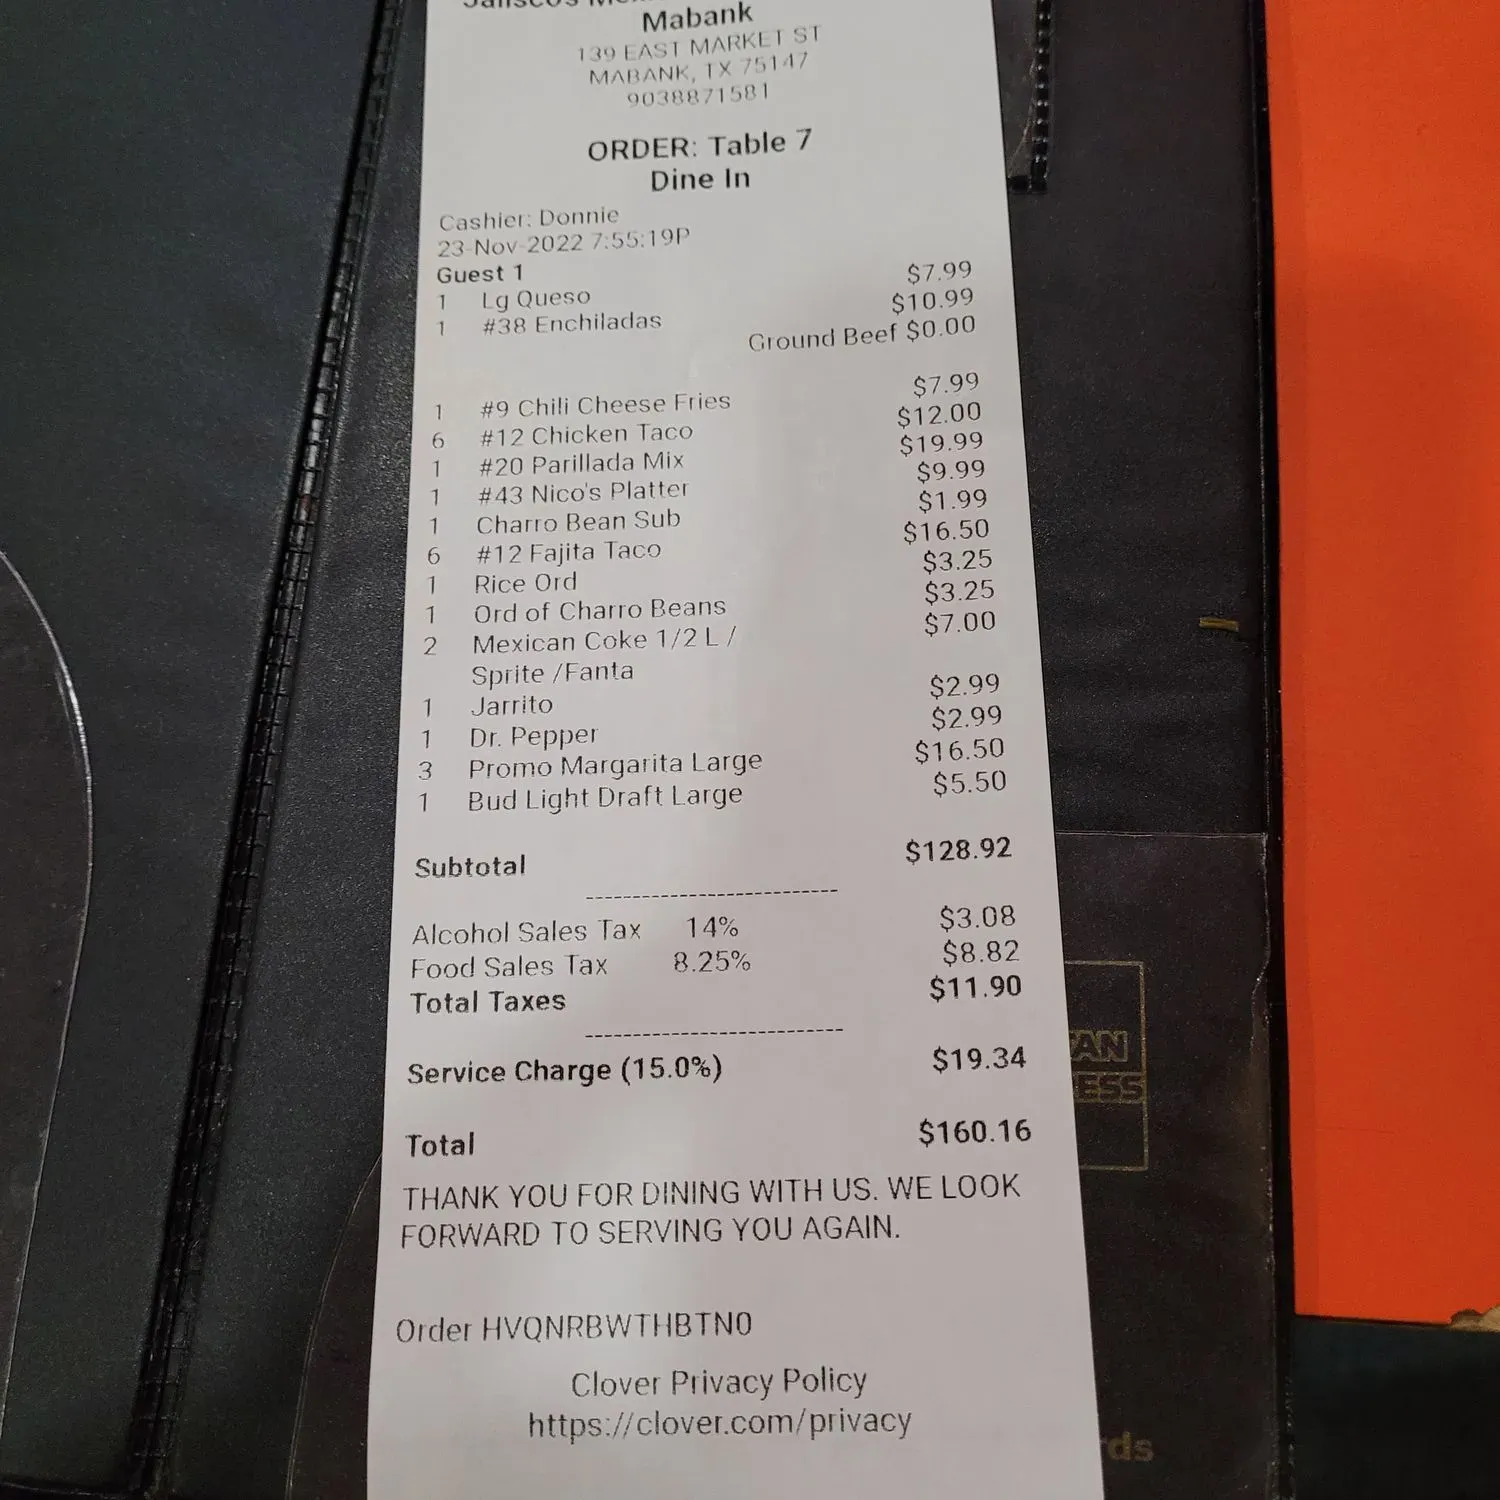 Mabank
139 EAST MARKET ST
MABANK, TX 75147
9038871581
ORDER: Table 7
Dine In
Cashier: Donnie
23-Nov-2022 7:55:19P
Guest 1
1 Lg Queso $7.99
1 #38 Enchiladas $10.99
Ground Beef $0.00
1 #9 Chili Cheese Fries $7.99
6 #12 Chicken Taco $12.00
1 #20 Parillada Mix $19.99
1 #43 Nico's Platter $9.99
1 Charro Bean Sub $1.99
6 #12 Fajita Taco $16.50
1 Rice Ord $3.25
1 Ord of Charro Beans $3.25
2 Mexican Coke 1/2 L / $7.00
Sprite /Fanta
1 Jarrito $2.99
1 Dr. Pepper $2.99
3 Promo Margarita Large $16.50
1 Bud Light Draft Large $5.50
Subtotal $128.92
Alcohol Sales Tax 14% $3.08
Food Sales Tax 8.25% $8.82
Total Taxes $11.90
Service Charge (15.0%) $19.34
Total $160.16
THANK YOU FOR DINING WITH US. WE LOOK
FORWARD TO SERVING YOU AGAIN.
Order HVQNRBWTHBTN0
Clover Privacy Policy
https://clover.com/privacy
AN
ESS
rds